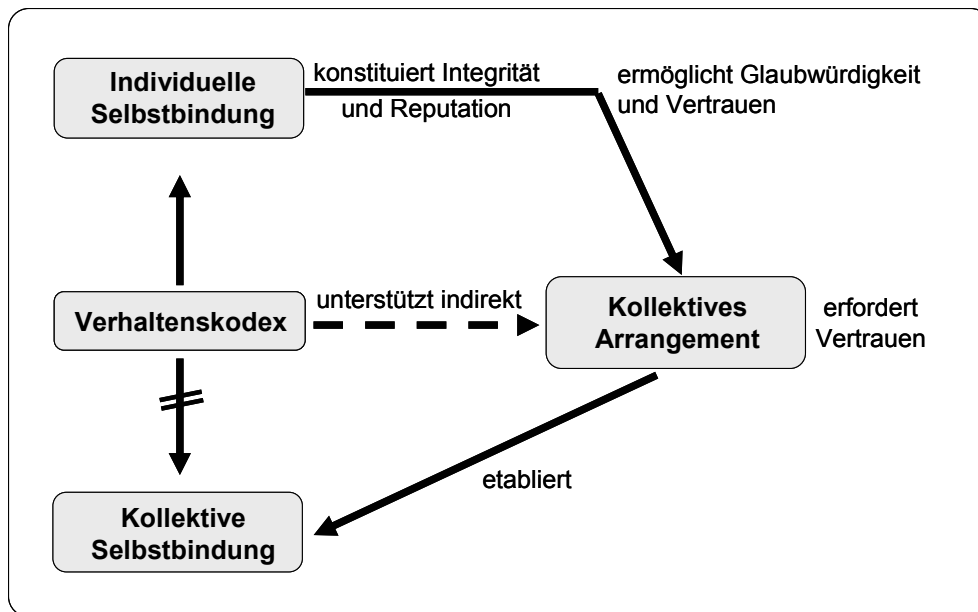 Individuelle
Selbstbindung
konstituiert Integrität
und Reputation
ermöglicht Glaubwürdigkeit
und Vertrauen
Verhaltenskodex
unterstützt indirekt
Kollektives
Arrangement
erfordert
Vertrauen
etabliert
Kollektive
Selbstbindung